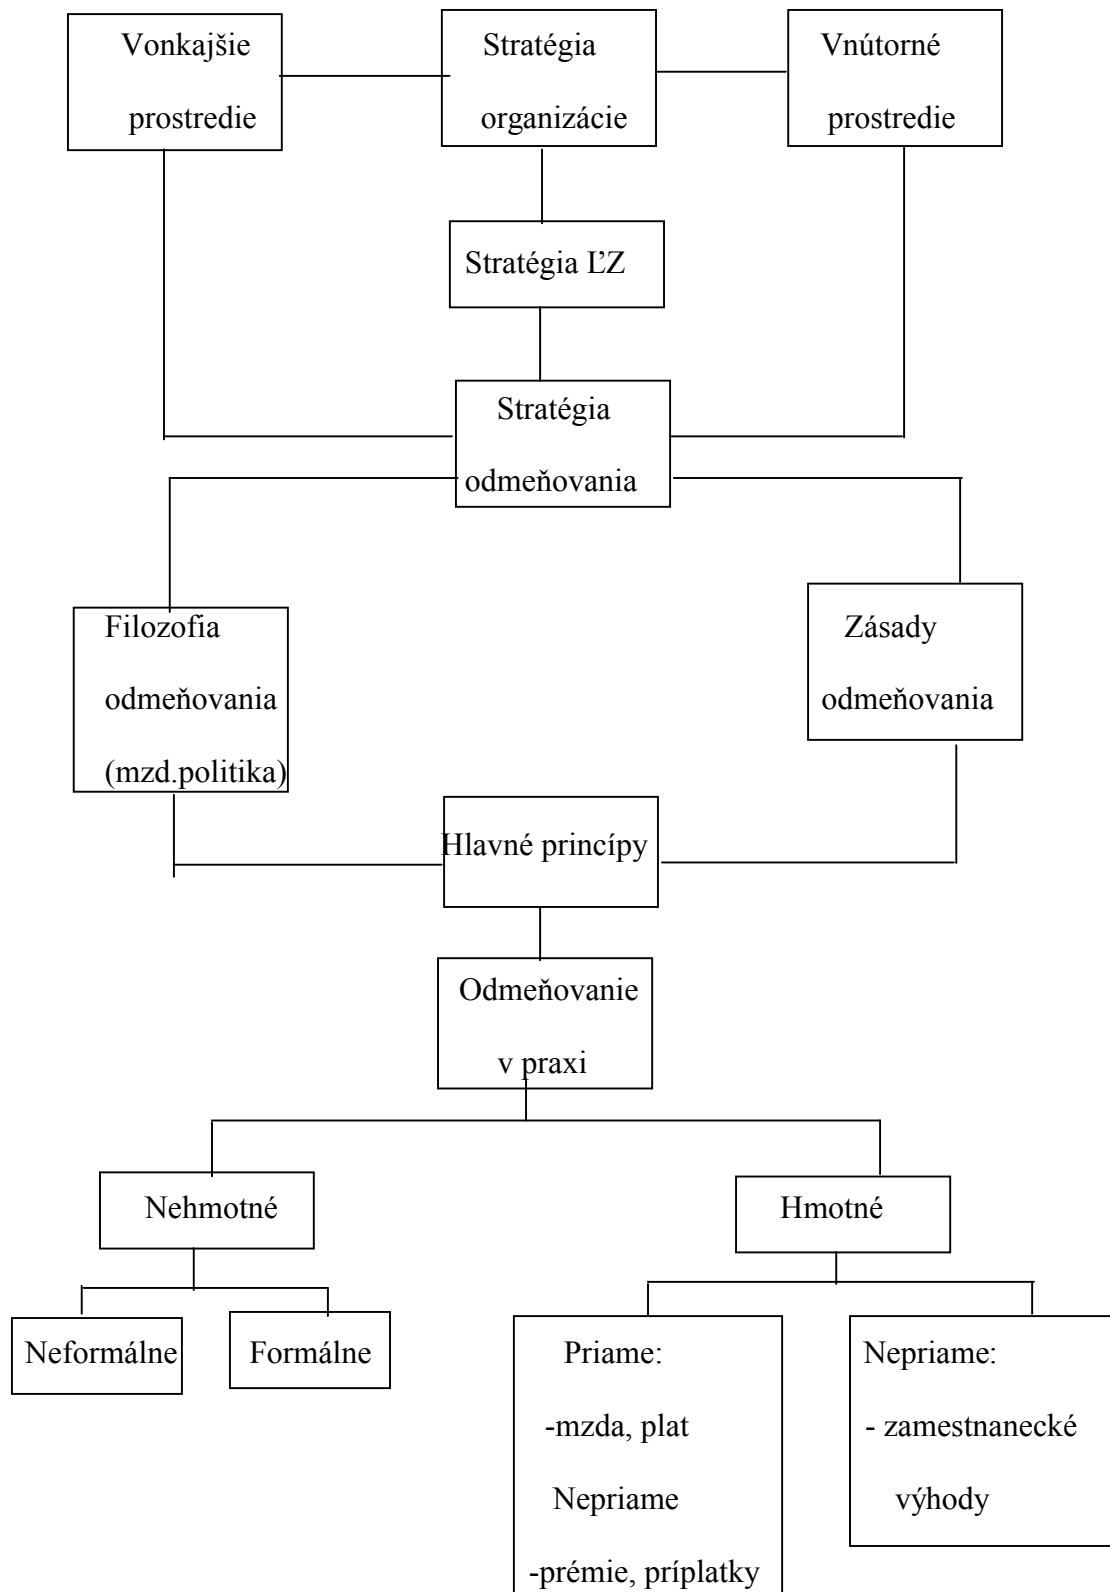 Vonkajšie
prostredie
Stratégia
organizácie
Vnútorné
prostredie
Stratégia ĽZ
Stratégia
odmeňovania
Filozofia
odmeňovania
(mzd.politika)
Zásady
odmeňovania
Hlavné princípy
Odmeňovanie
v praxi
Nehmotné
Hmotné
Neformálne
Formálne
Priame:
-mzda, plat
Nepriame
-prémie, príplatky
Nepriame:
- zamestnanecké
výhody